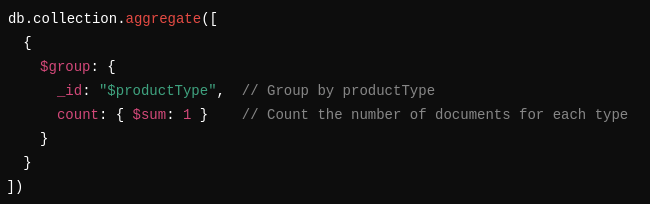 db.collection.aggregate([
  {
    $group: {
      _id: "$productType",  // Group by productType
      count: { $sum: 1 }    // Count the number of documents for each type
    }
  }
])